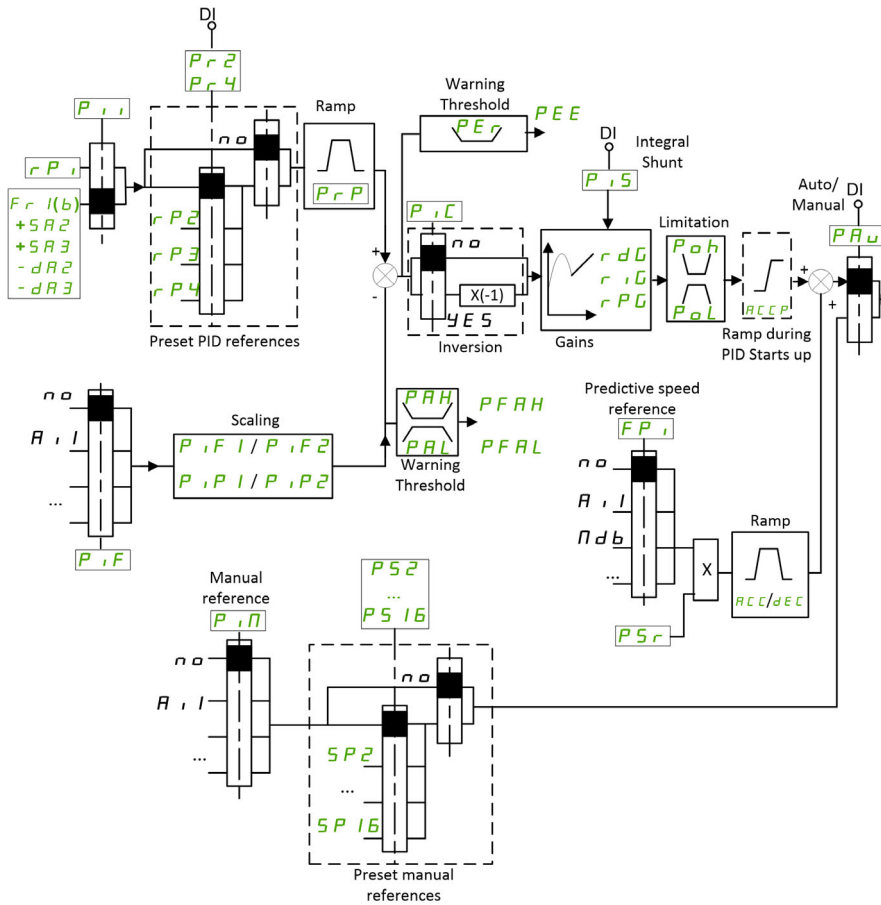 DI
Pr2
Pr4
Pii
rPi
Fr1(b)
+SA2
+SA3
-dA2
-dA3
no
rP2
rP3
rP4
Preset PID references
Ramp
PrP
+
-
Warning
Threshold
PEr
PEE
PiC
no
X(-1)
YES
Inversion
DI
Integral
Shunt
PiS
rdG
riG
rPG
Gains
Limitation
Poh
PoL
ACCP
Ramp during
PID Starts up
Auto/
Manual
DI
PAu
+
+
no
Ai1
...
PiF
Scaling
PiF1/PiF2
PiP1/PiP2
PAH
PAL
Warning
Threshold
PFAH
PFAL
Predictive speed
reference
FPi
no
Ai1
Mdb
...
PSr
X
Ramp
ACC/dEC
Manual
reference
PiM
no
Ai1
...
PS2
...
PS16
no
SP2
...
SP16
Preset manual
references